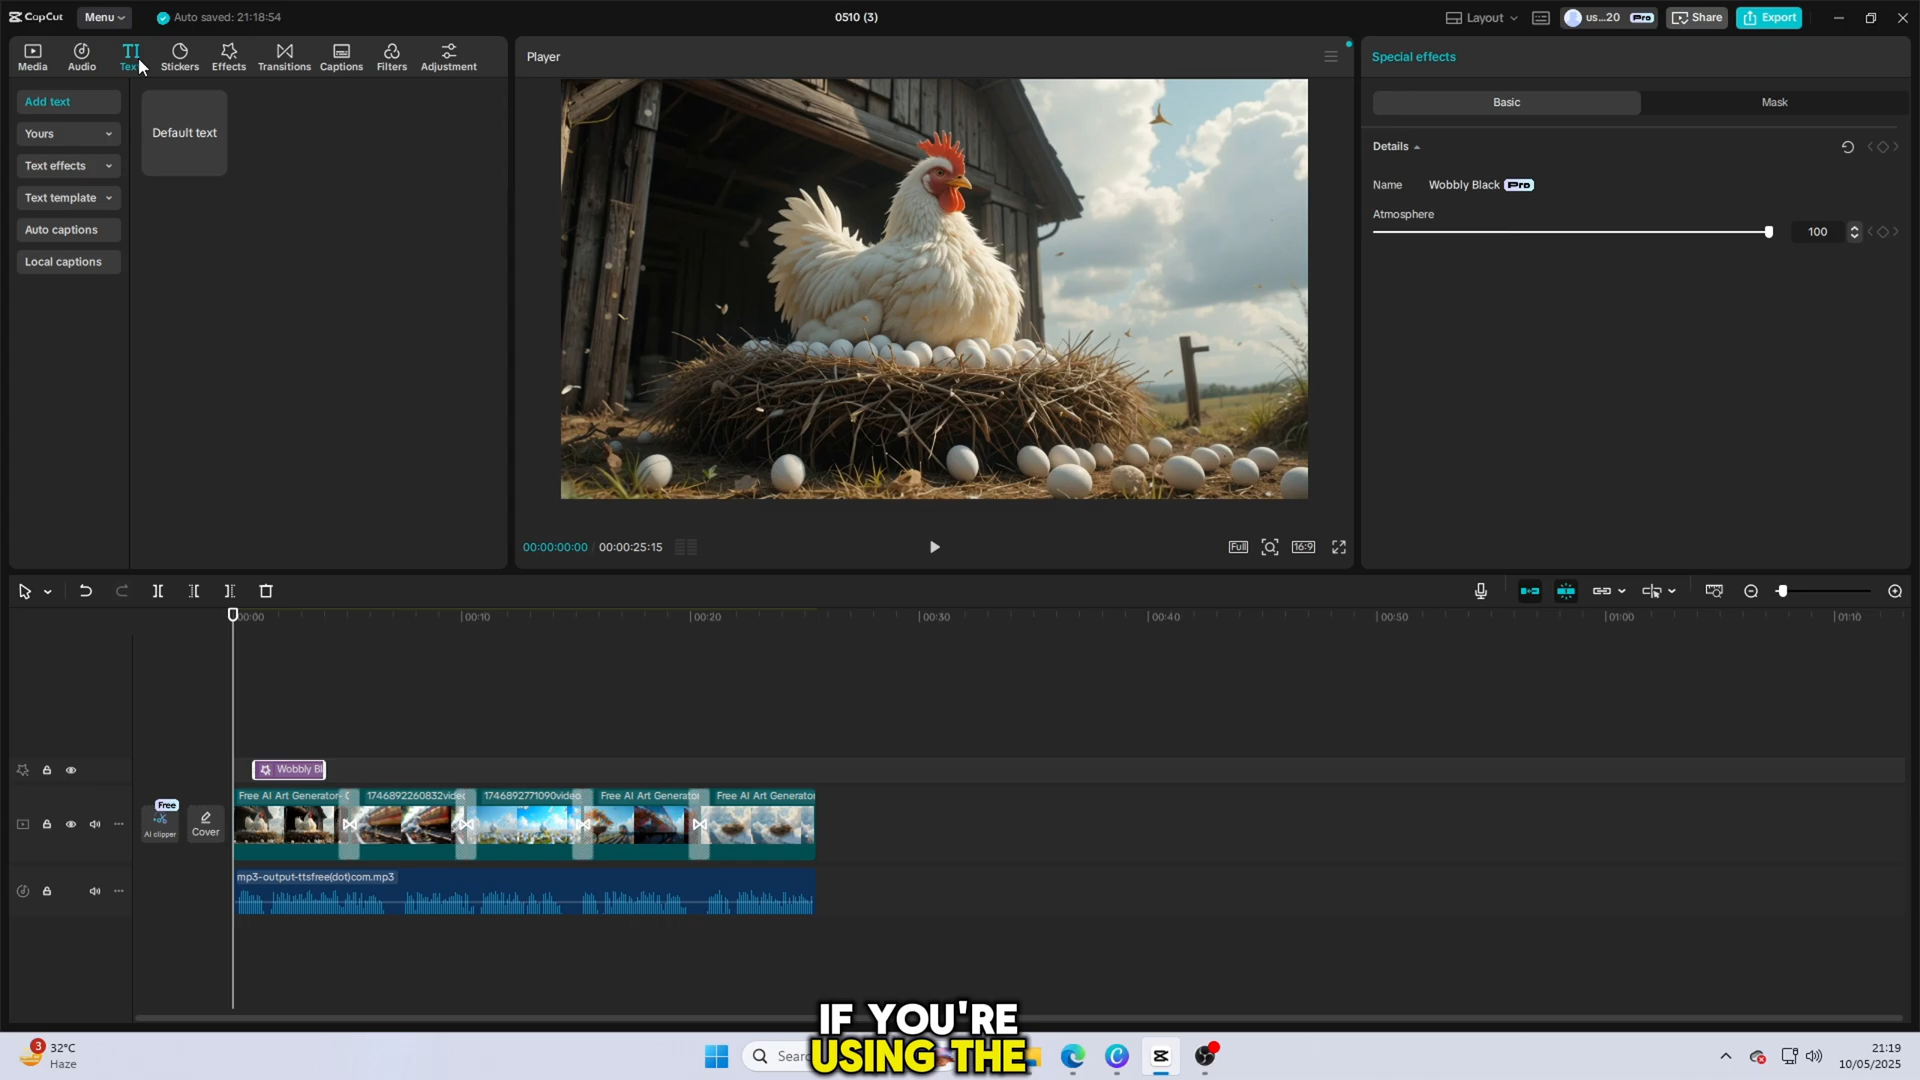 CapCut
Menu
Auto saved: 21:18:54
0510 (3)
Layout
us...20
Pro
Share
Export
Media
Audio
Text
Stickers
Effects
Transitions
Captions
Filters
Adjustment
Player
Special effects
Add text
Default text
Basic
Mask
Yours
Text effects
Text template
Auto captions
Local captions
Details
Name
Wobbly Black Pro
Atmosphere
100
00:00:00:00 / 00:00:25:15
Full
16:9
00:00
00:10
00:20
00:30
00:40
00:50
01:00
01:10
Wobbly Bl
Free
AI clipper
Cover
Free AI Art Generator-
1746892260832video
1746892771090video
Free AI Art Generator
Free AI Art Generator
mp3-output-ttsfree(dot)com.mp3
3
32°C
Haze
Searc
IF YOU'RE
USING THE
21:19
10/05/2025